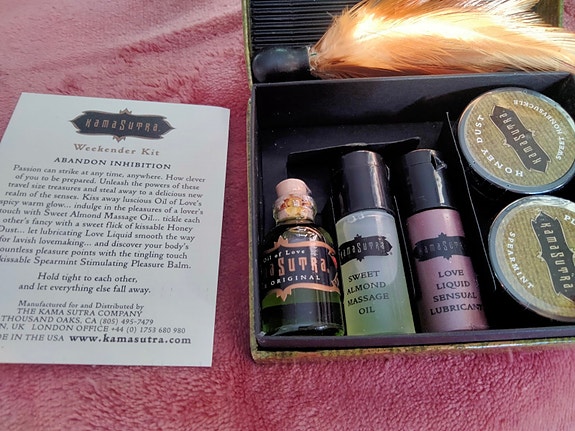 KAMASUTRA
Weekender Kit
ABANDON INHIBITION
Passion can strike at any time, anywhere. How clever
of you to be prepared. Unleash the powers of these
travel size treasures and steal away to a delicious new
realm of the senses. Kiss away luscious Oil of Love's
spicy warm glow... indulge in the pleasures of a lover's
touch with Sweet Almond Massage Oil... tickle each
other's fancy with a sweet flick of kissable Honey
Dust... let lubricating Love Liquid smooth the way
for lavish lovemaking... and discover your body's
countless pleasure points with the tingling touch
kissable Spearmint Stimulating Pleasure Balm.
Hold tight to each other,
and let everything else fall away.
Manufactured for and Distributed by
THE KAMA SUTRA COMPANY
THOUSAND OAKS, CA (805) 495-7479
N, UK LONDON OFFICE +44 (0) 1753 680 980
DE IN THE USA www.kamasutra.com
Oil of Love
SUTRA
ORIGINAL
KAMASUTRA
SWEET
ALMOND
MASSAGE
OIL
KAMASUTRA
LOVE
LIQUID
SENSUAL
LUBRICANT
KAMASUTRA
HONEY DUST
HONEYSUCKLE
KAMASUTRA
SPEARMINT